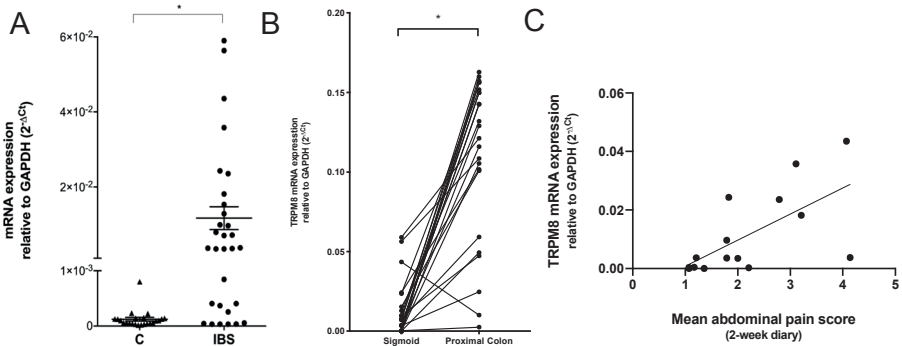 A
*
mRNA expression
relative to GAPDH (2^-ΔCt)
6×10^-2
4×10^-2
2×10^-2
1×10^-3
0
C
IBS
B
*
TRPM8 mRNA expression
relative to GAPDH (2^-ΔCt)
0.20
0.15
0.10
0.05
0.00
Sigmoid
Proximal Colon
C
TRPM8 mRNA expression
relative to GAPDH (2^-ΔCt)
0.06
0.04
0.02
0.00
0
1
2
3
4
5
Mean abdominal pain score
(2-week diary)